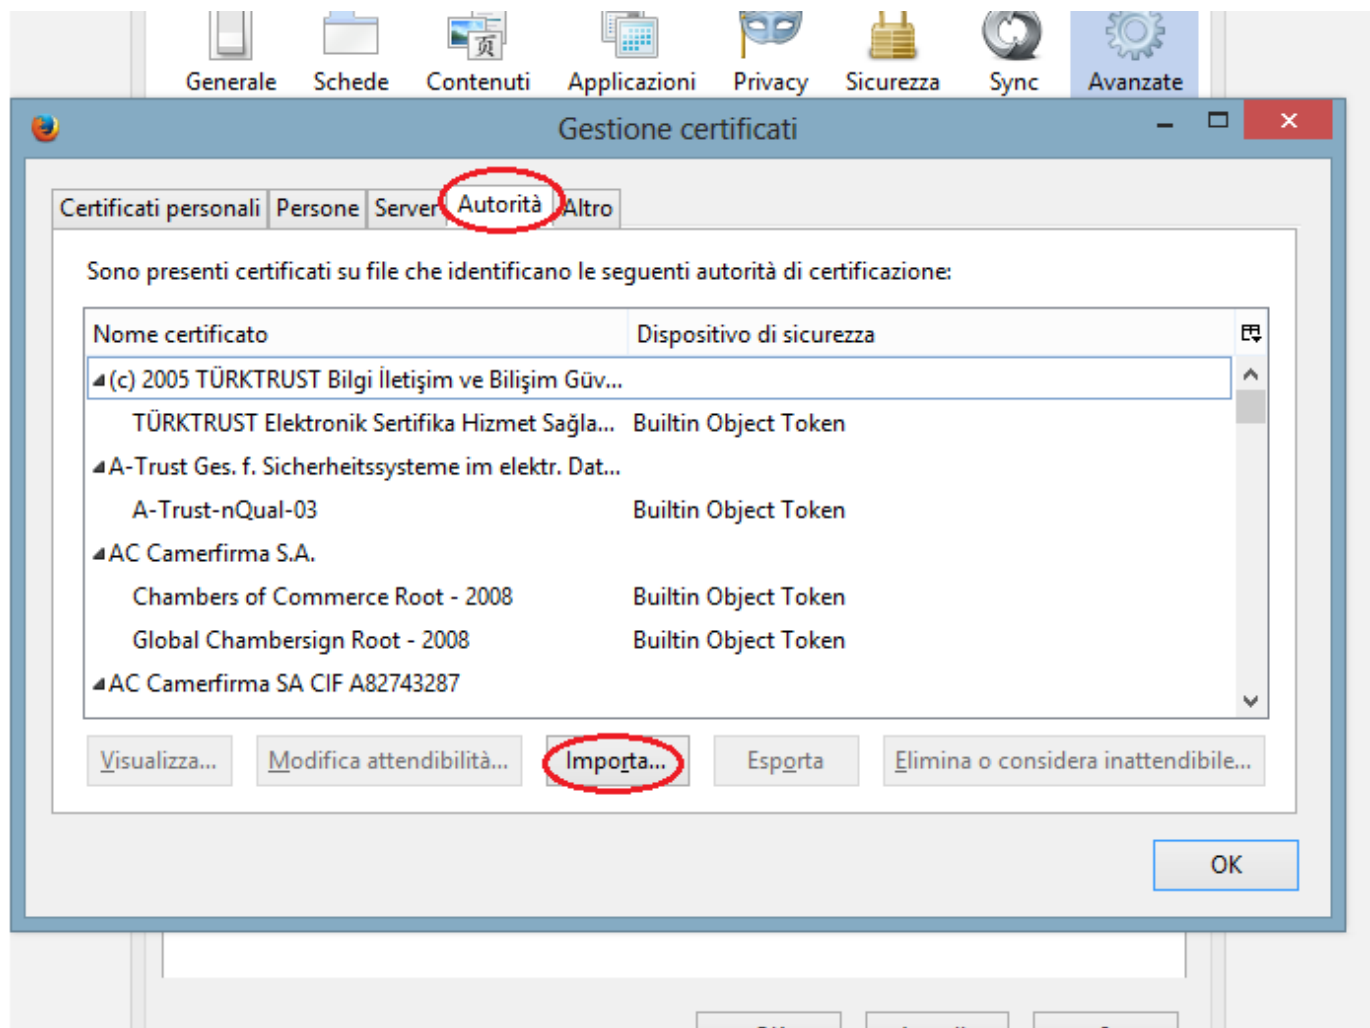 页
Generale Schede Contenuti Applicazioni Privacy Sicurezza Sync Avanzate
Gestione certificati
Certificati personali Persone Server Autorità Altro
Sono presenti certificati su file che identificano le seguenti autorità di certificazione:
Nome certificato Dispositivo di sicurezza
(c) 2005 TÜRKTRUST Bilgi İletişim ve Bilişim Güv...
TÜRKTRUST Elektronik Sertifika Hizmet Sağla... Builtin Object Token
A-Trust Ges. f. Sicherheitssysteme im elektr. Dat...
A-Trust-nQual-03 Builtin Object Token
AC Camerfirma S.A.
Chambers of Commerce Root - 2008 Builtin Object Token
Global Chambersign Root - 2008 Builtin Object Token
AC Camerfirma SA CIF A82743287
Visualizza... Modifica attendibilità... Importa... Esporta Elimina o considera inattendibile...
OK